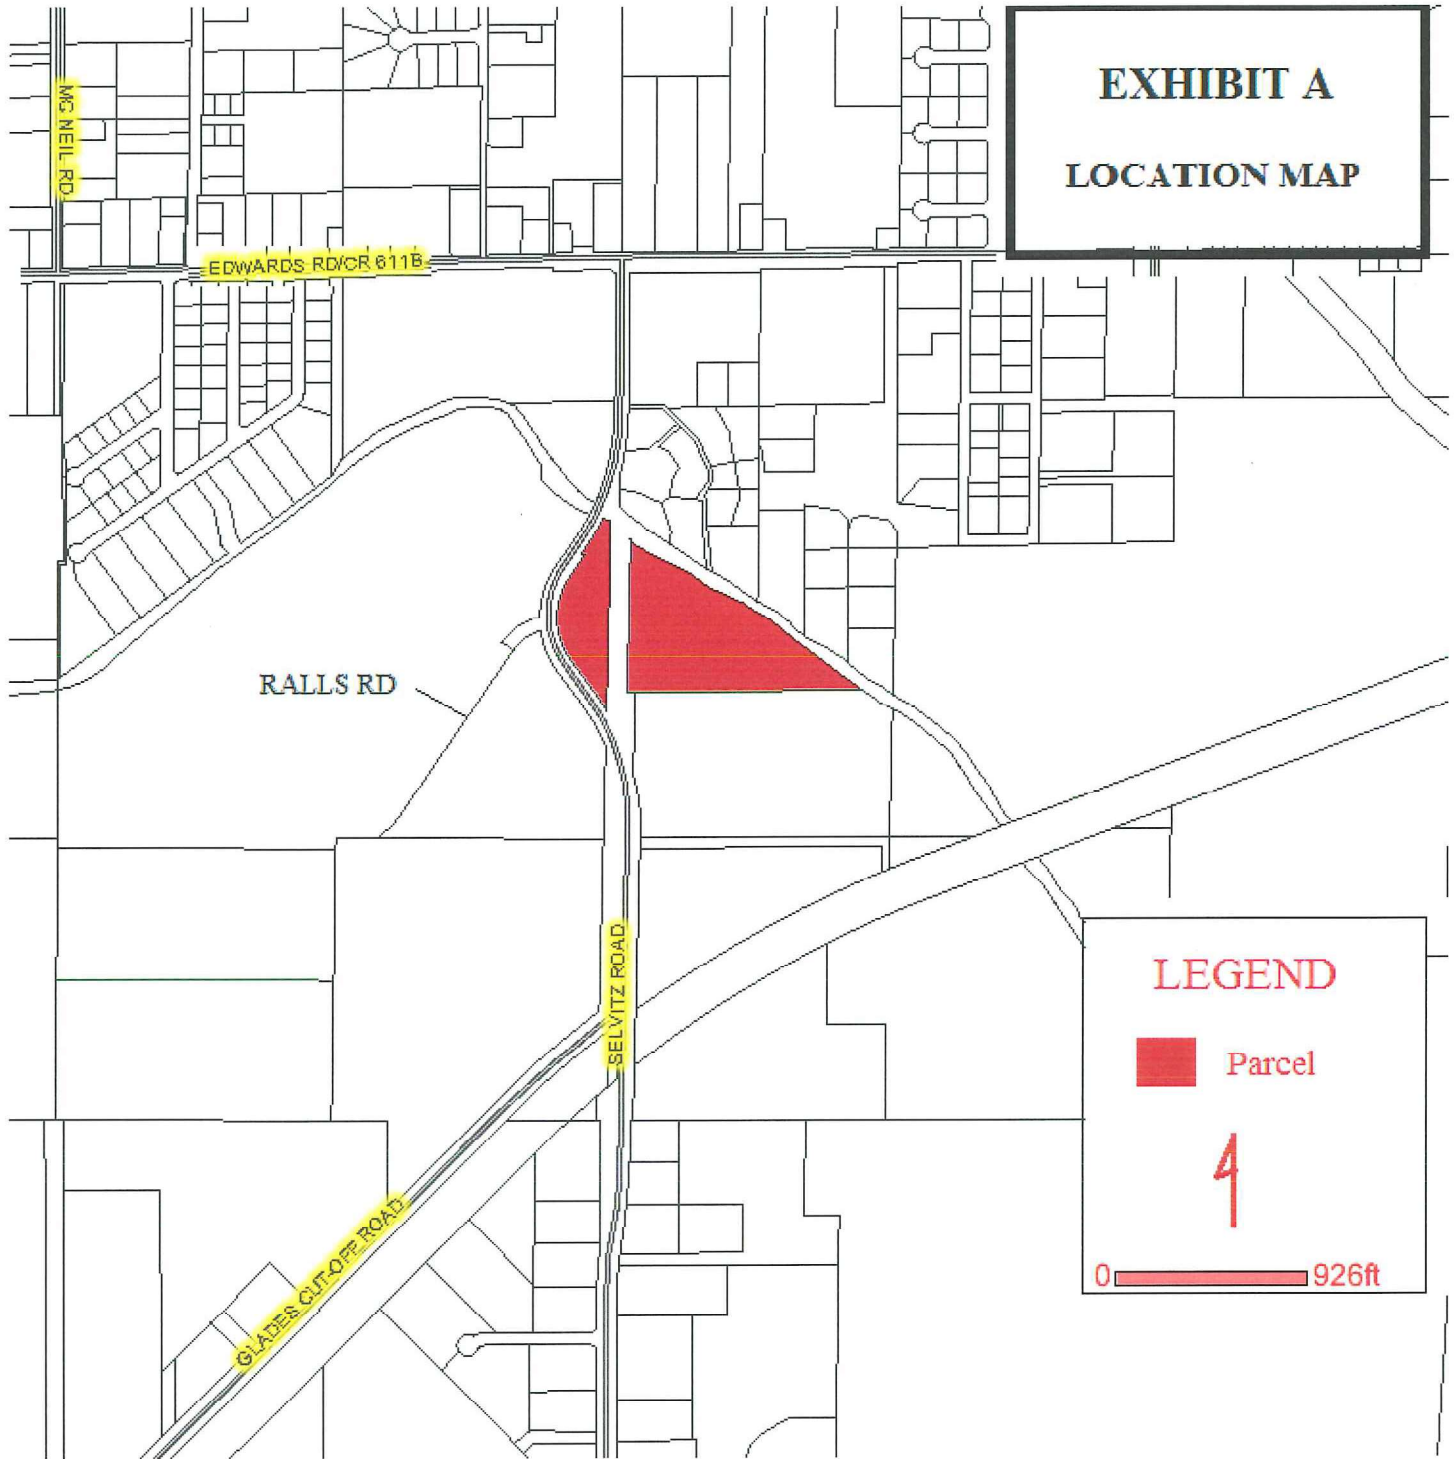 EXHIBIT A
LOCATION MAP
MC NEIL RD
EDWARDS RD/CR 611B
RALLS RD
SELVITZ ROAD
GLADES CUT-OFF ROAD
LEGEND
Parcel
0 926ft